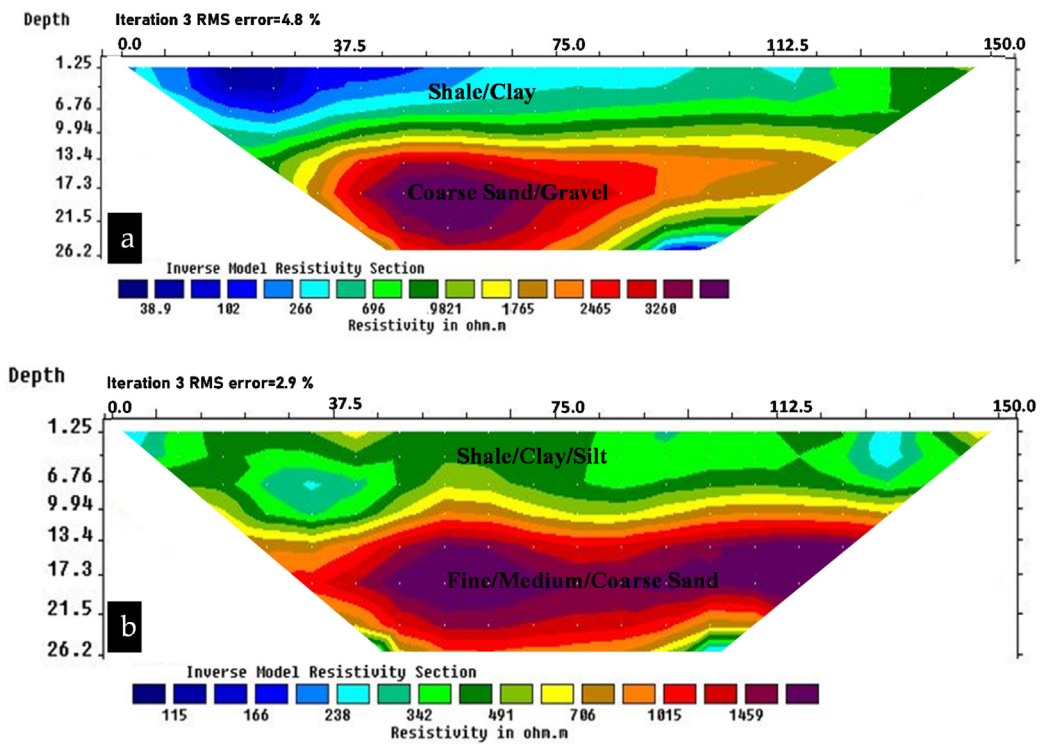 Depth
Iteration 3 RMS error=4.8 %
0.0 37.5 75.0 112.5 150.0
1.25
6.76
9.94
13.4
17.3
21.5
26.2
Shale/Clay
Coarse Sand/Gravel
a
Inverse Model Resistivity Section
38.9 102 266 696 9821 1765 2465 3260
Resistivity in ohm.m
Depth
Iteration 3 RMS error=2.9 %
0.0 37.5 75.0 112.5 150.0
1.25
6.76
9.94
13.4
17.3
21.5
26.2
Shale/Clay/Silt
Fine/Medium/Coarse Sand
b
Inverse Model Resistivity Section
115 166 238 342 491 706 1015 1459
Resistivity in ohm.m